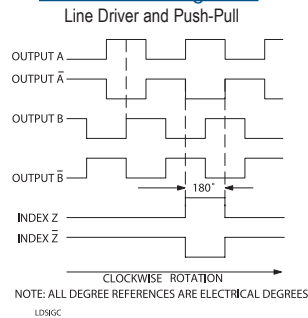 Line Driver and Push-Pull
OUTPUT A
OUTPUT A̅
OUTPUT B
OUTPUT B̅
180°
INDEX Z
INDEX Z̅
CLOCKWISE ROTATION
NOTE: ALL DEGREE REFERENCES ARE ELECTRICAL DEGREES
LDSIGC